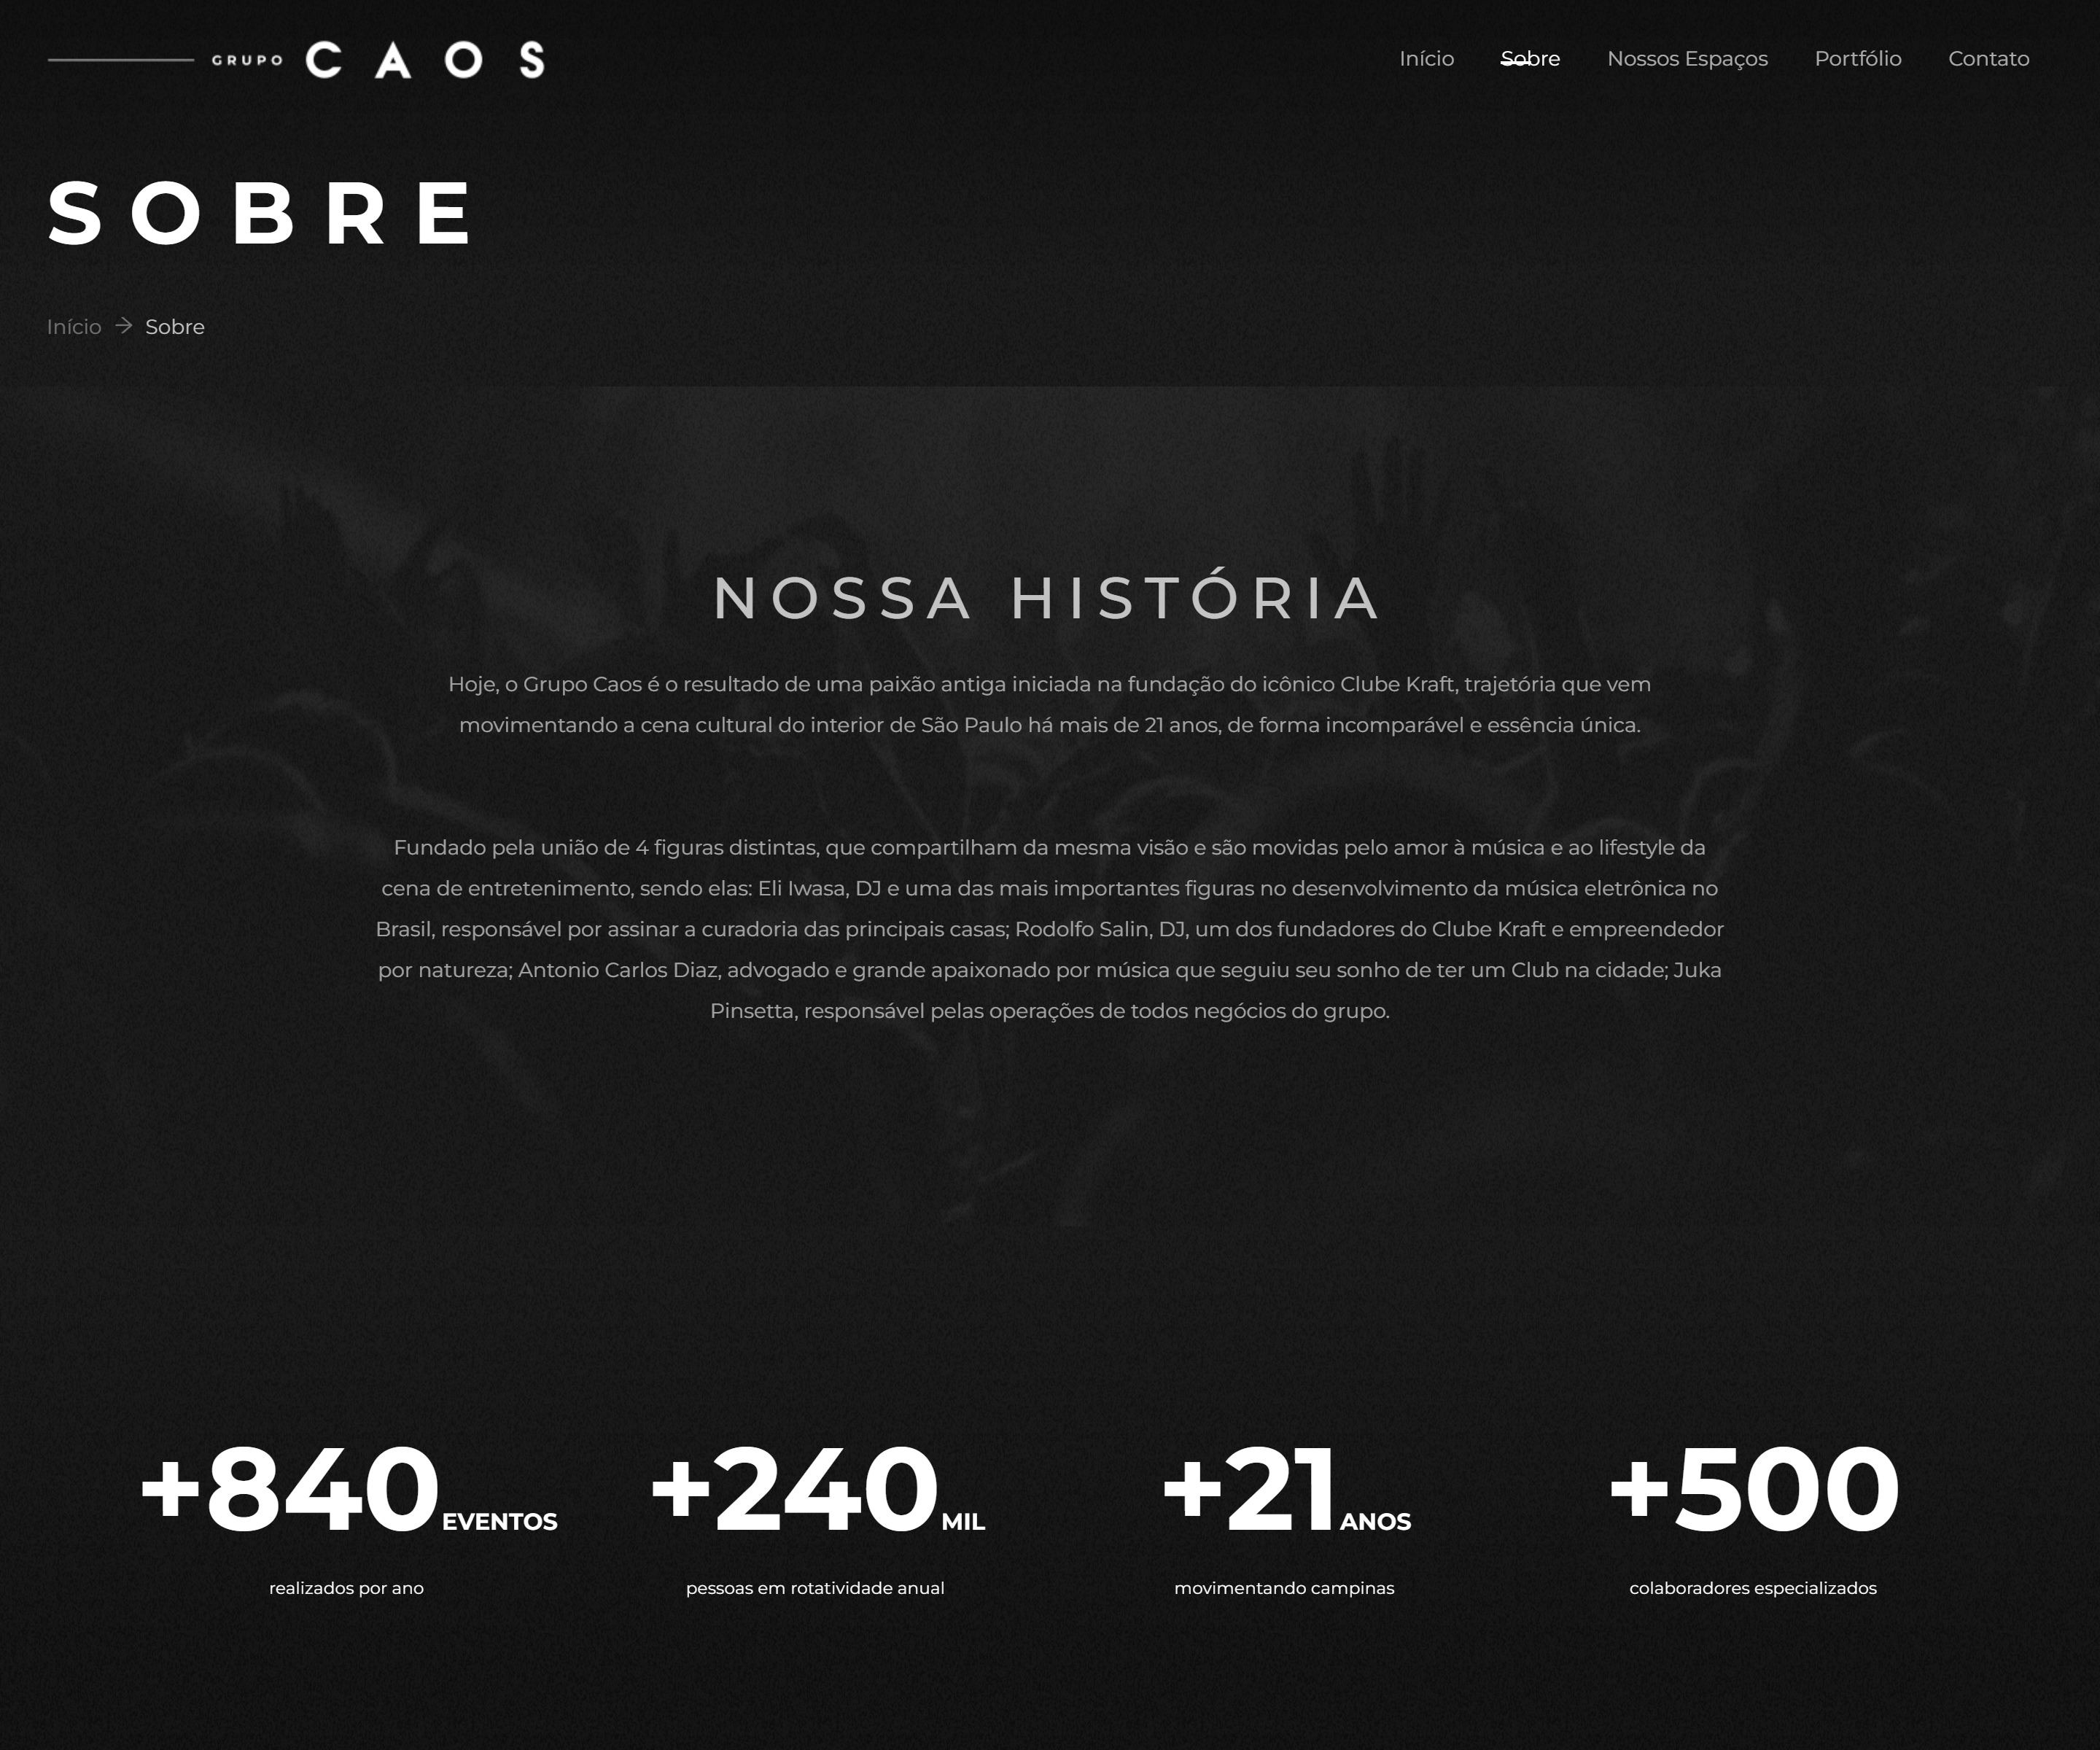 GRUPO CAOS
Início Sobre Nossos Espaços Portfólio Contato
SOBRE
Início → Sobre
NOSSA HISTÓRIA
Hoje, o Grupo Caos é o resultado de uma paixão antiga iniciada na fundação do icônico Clube Kraft, trajetória que vem
movimentando a cena cultural do interior de São Paulo há mais de 21 anos, de forma incomparável e essência única.
Fundado pela união de 4 figuras distintas, que compartilham da mesma visão e são movidas pelo amor à música e ao lifestyle da
cena de entretenimento, sendo elas: Eli Iwasa, DJ e uma das mais importantes figuras no desenvolvimento da música eletrônica no
Brasil, responsável por assinar a curadoria das principais casas; Rodolfo Salin, DJ, um dos fundadores do Clube Kraft e empreendedor
por natureza; Antonio Carlos Diaz, advogado e grande apaixonado por música que seguiu seu sonho de ter um Club na cidade; Juka
Pinsetta, responsável pelas operações de todos negócios do grupo.
+840 EVENTOS
realizados por ano
+240 MIL
pessoas em rotatividade anual
+21 ANOS
movimentando campinas
+500
colaboradores especializados